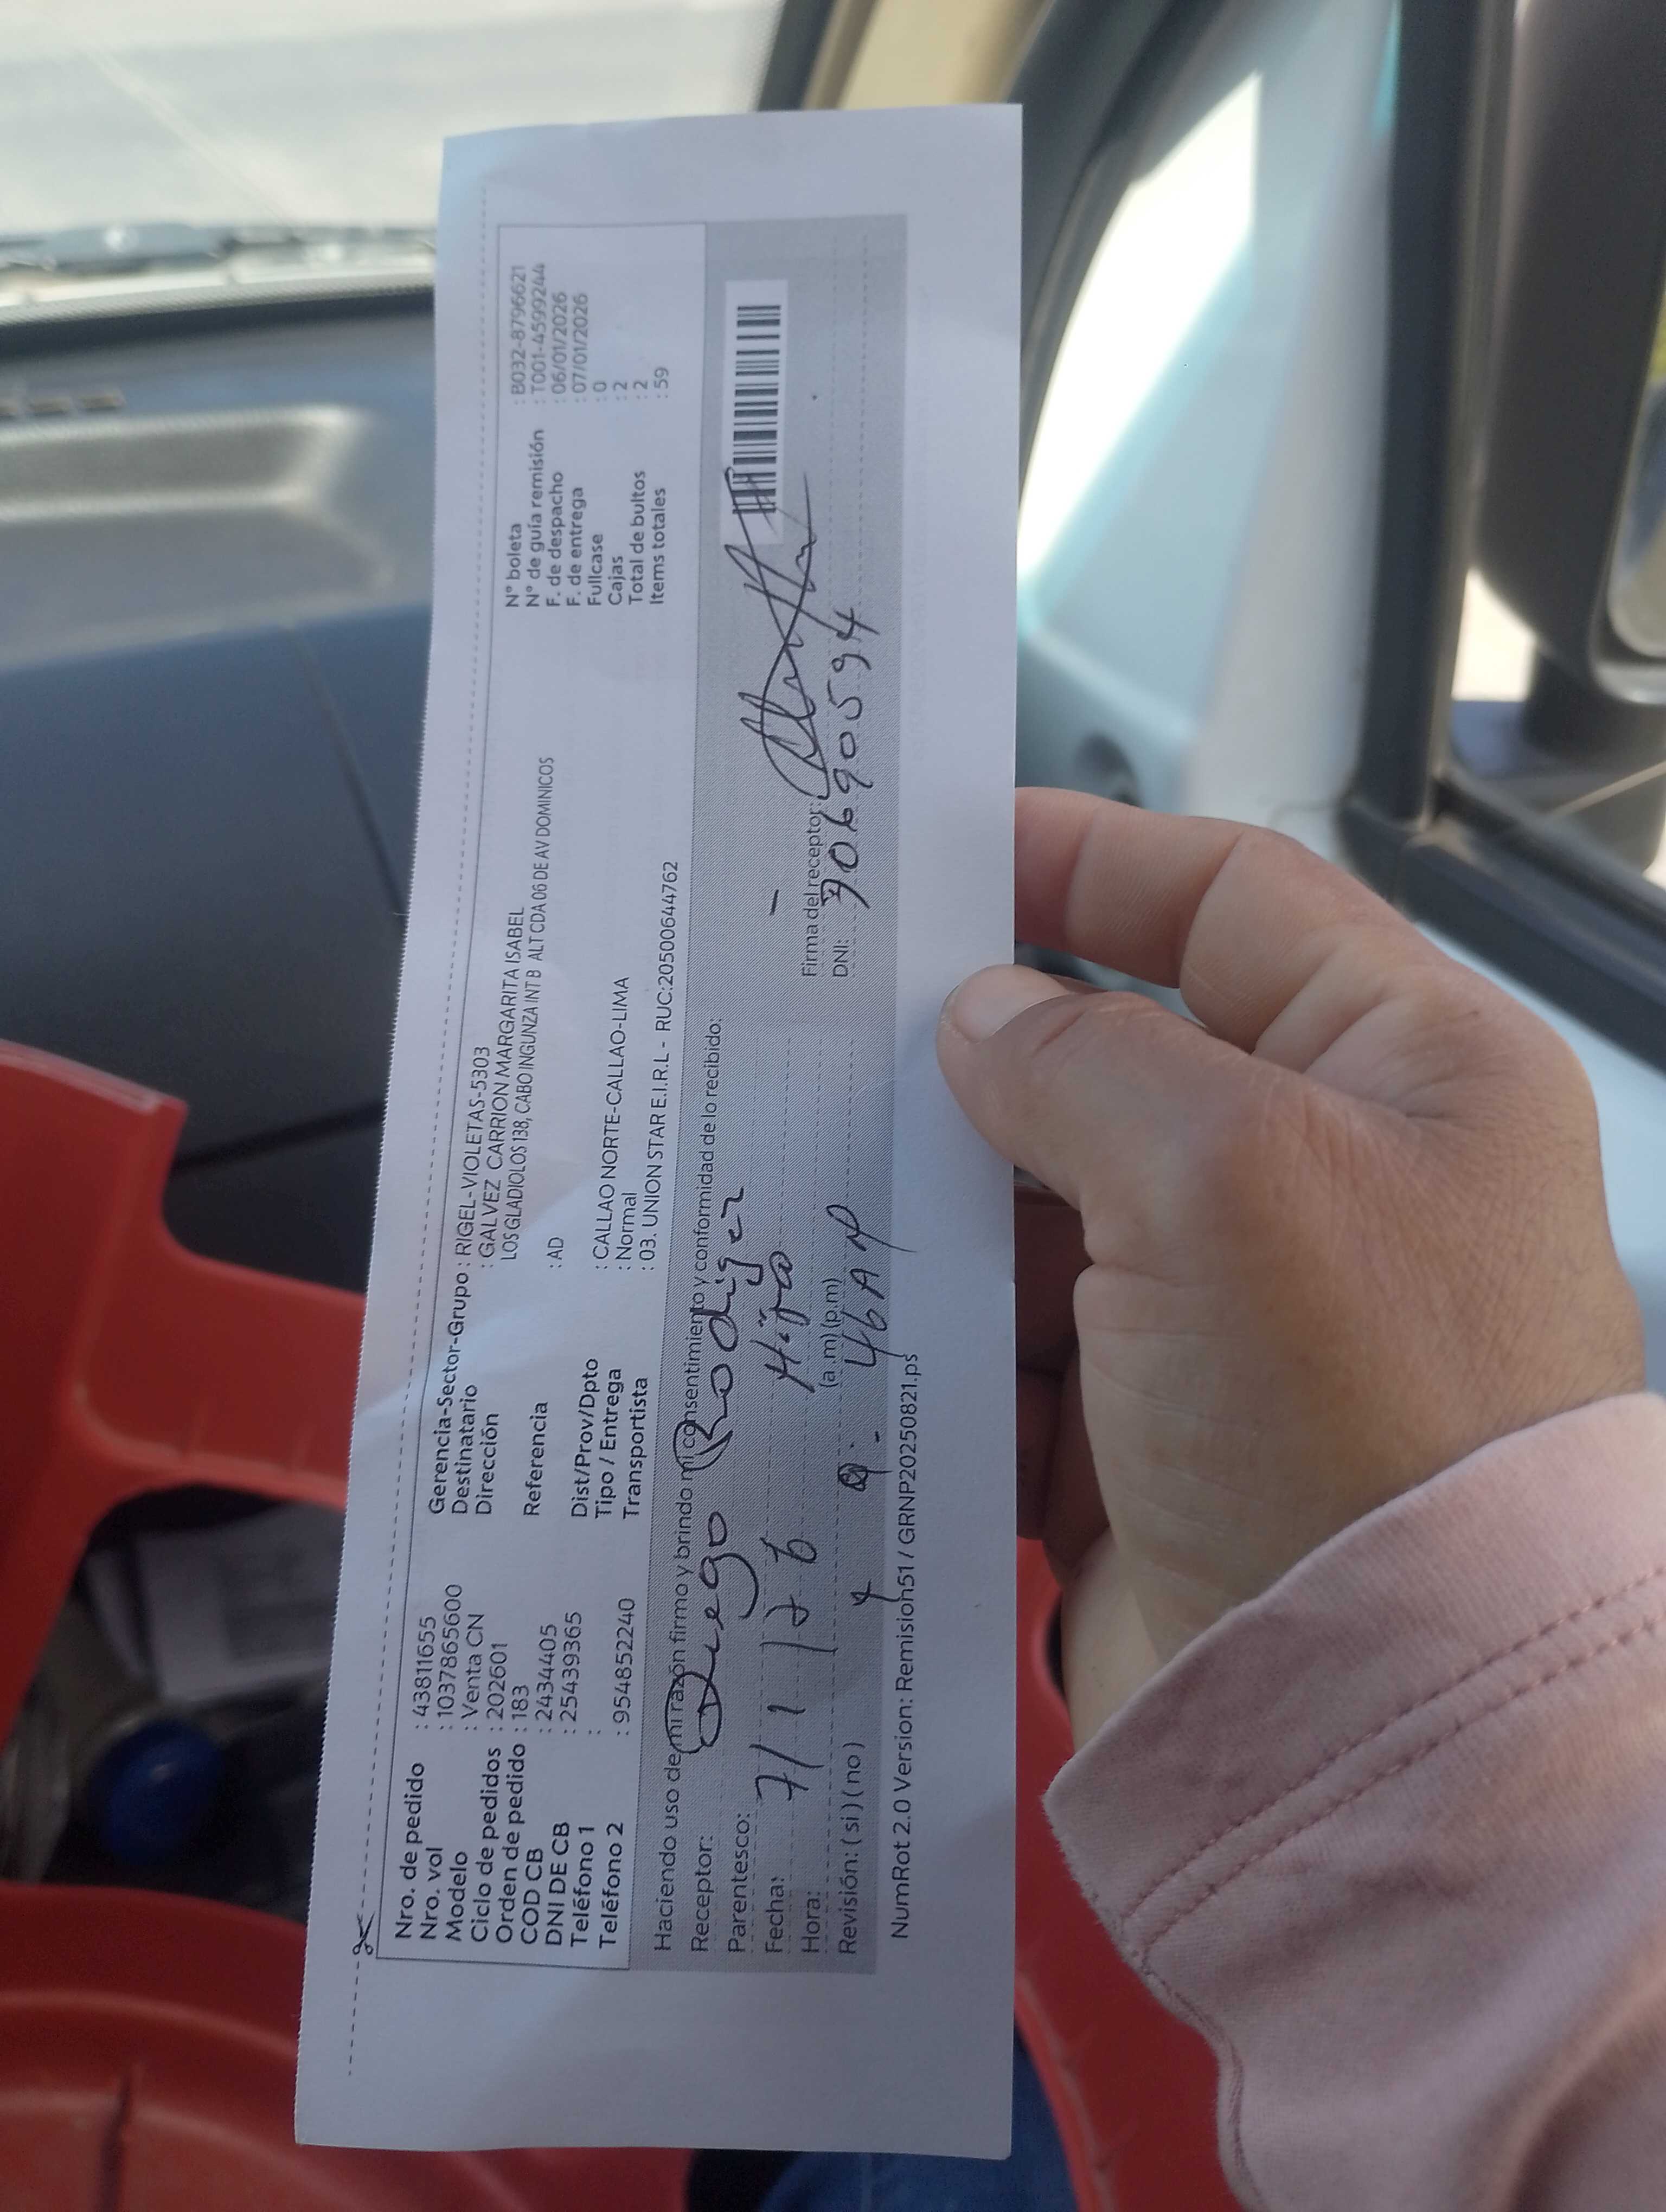 Nro. de pedido : 43811655
Nro. vol : 1037865600
Modelo : Venta CN
Ciclo de pedidos : 202601
Orden de pedido : 183
COD CB : 2434405
DNI DE CB : 25439365
Teléfono 1 :
Teléfono 2 : 954852240
Gerencia-Sector-Grupo : RIGEL-VIOLETAS-5303
Destinatario : GALVEZ CARRION MARGARITA ISABEL
Dirección LOS GLADIOLOS 138, CABO INGUNZA INT B ALT CDA 06 DE AV DOMINICOS
Referencia : AD
Dist/Prov/Dpto : CALLAO NORTE-CALLAO-LIMA
Tipo / Entrega : Normal
Transportista : 03. UNION STAR E.I.R.L - RUC:20500644762
N° boleta : B032-8796621
N° de guía remisión : T001-4599244
F. de despacho : 06/01/2026
F. de entrega : 07/01/2026
Fullcase : 0
Cajas : 2
Total de bultos : 2
Items totales : 59
Haciendo uso de mi razón firmo y brindo mi consentimiento y conformidad de lo recibido:
Receptor: Diego Rodiger
Parentesco: Hijo
Fecha: 7/1/26
Hora: (a.m) (p.m)
Revisión: ( si ) ( no ) 9:46 AM
Firma del receptor:
DNI: 70690594
NumRot 2.0 Version: Remision51 / GRNP20250821.ps